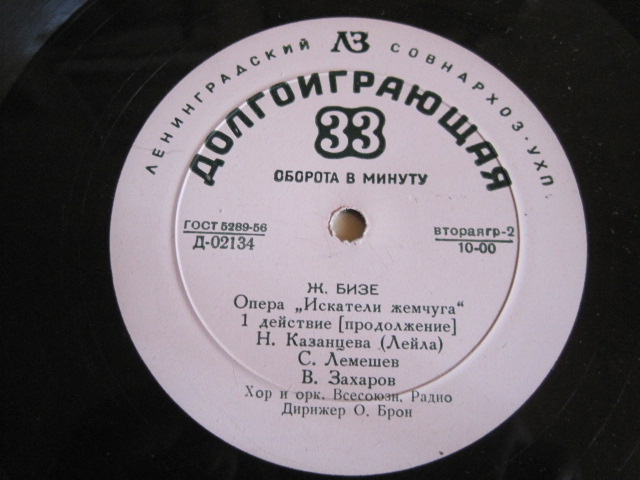 ЛЕНИНГРАДСКИЙ ЛЗ СОВНАРХОЗ·УХП.
ДОЛГОИГРАЮЩАЯ
33
ОБОРОТА В МИНУТУ
ГОСТ 5289-56
Д-02134
втораягр-2
10-00
Ж. БИЗЕ
Опера „Искатели жемчуга“
1 действие [продолжение]
Н. Казанцева (Лейла)
С. Лемешев
В. Захаров
Хор и орк. Всесоюзн. Радио
Дирижер О. Брон